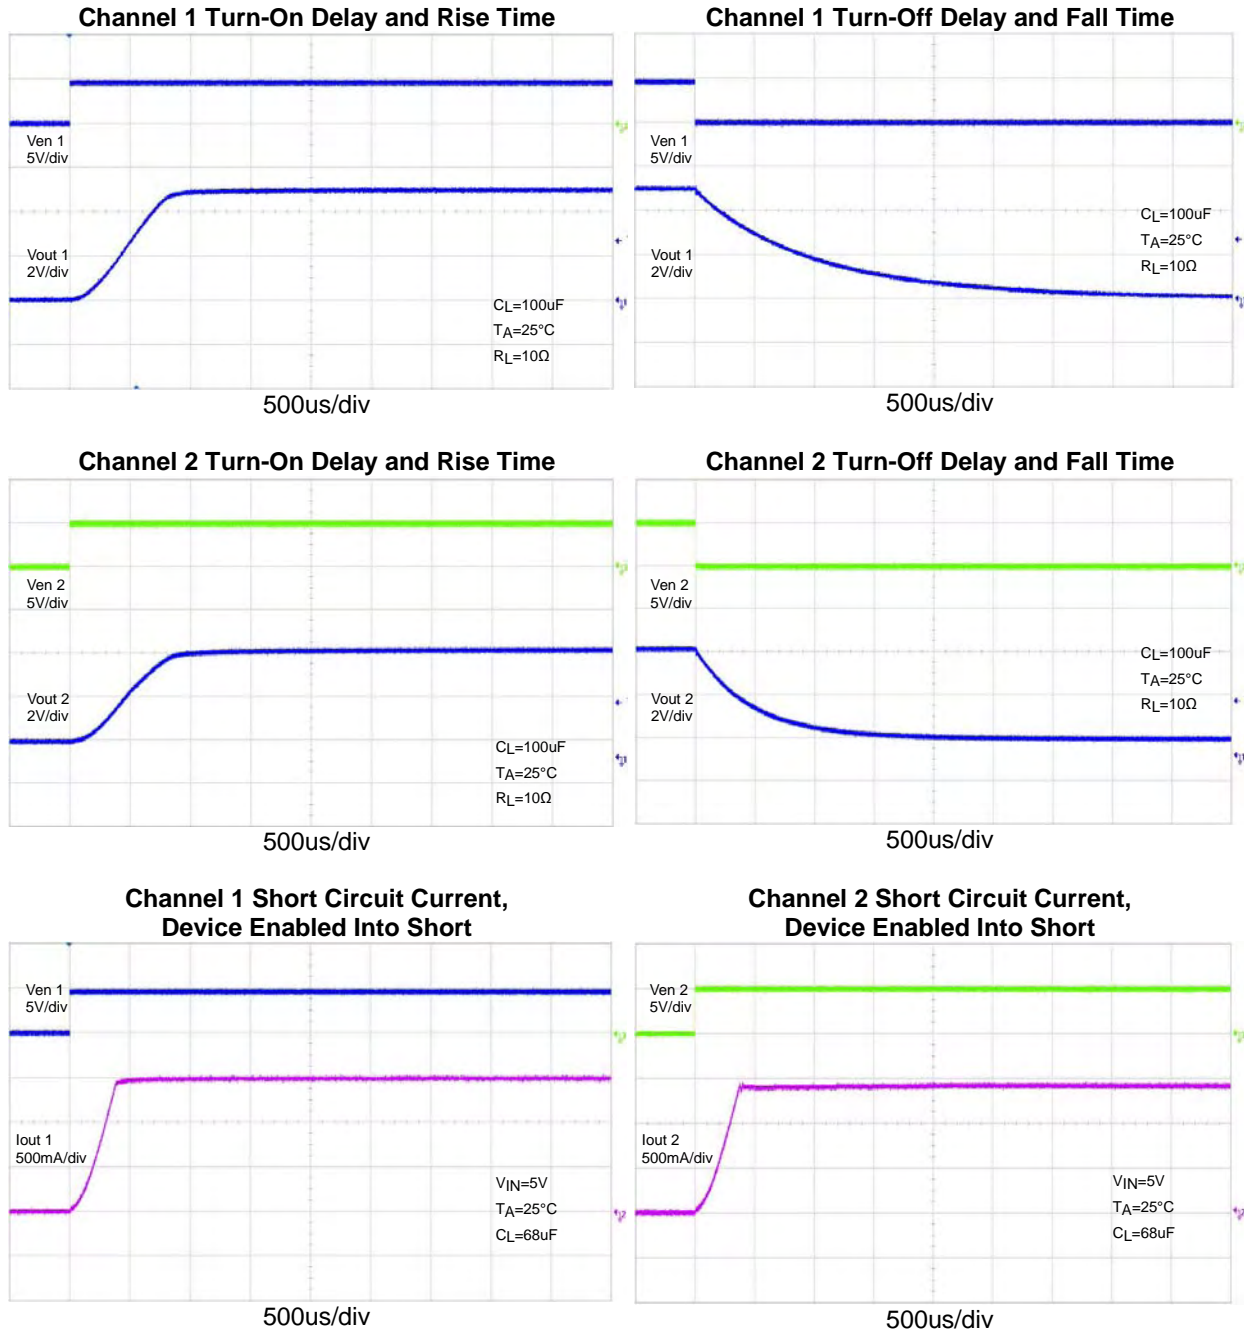 Channel 1 Turn-On Delay and Rise Time
Ven 1
5V/div
Vout 1
2V/div
CL=100uF
TA=25°C
RL=10Ω
500us/div
Channel 1 Turn-Off Delay and Fall Time
Ven 1
5V/div
Vout 1
2V/div
CL=100uF
TA=25°C
RL=10Ω
500us/div
Channel 2 Turn-On Delay and Rise Time
Ven 2
5V/div
Vout 2
2V/div
CL=100uF
TA=25°C
RL=10Ω
500us/div
Channel 2 Turn-Off Delay and Fall Time
Ven 2
5V/div
Vout 2
2V/div
CL=100uF
TA=25°C
RL=10Ω
500us/div
Channel 1 Short Circuit Current,
Device Enabled Into Short
Ven 1
5V/div
Iout 1
500mA/div
VIN=5V
TA=25°C
CL=68uF
500us/div
Channel 2 Short Circuit Current,
Device Enabled Into Short
Ven 2
5V/div
Iout 2
500mA/div
VIN=5V
TA=25°C
CL=68uF
500us/div